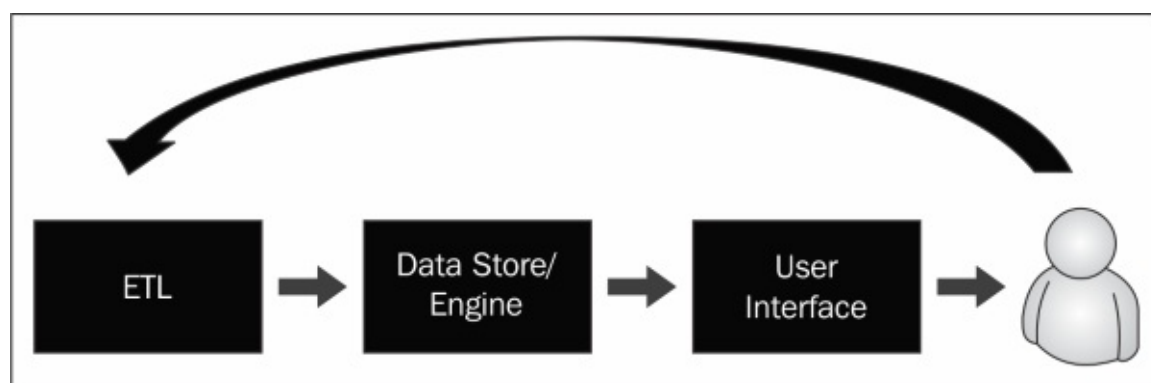 ETL
Data Store/
Engine
User
Interface